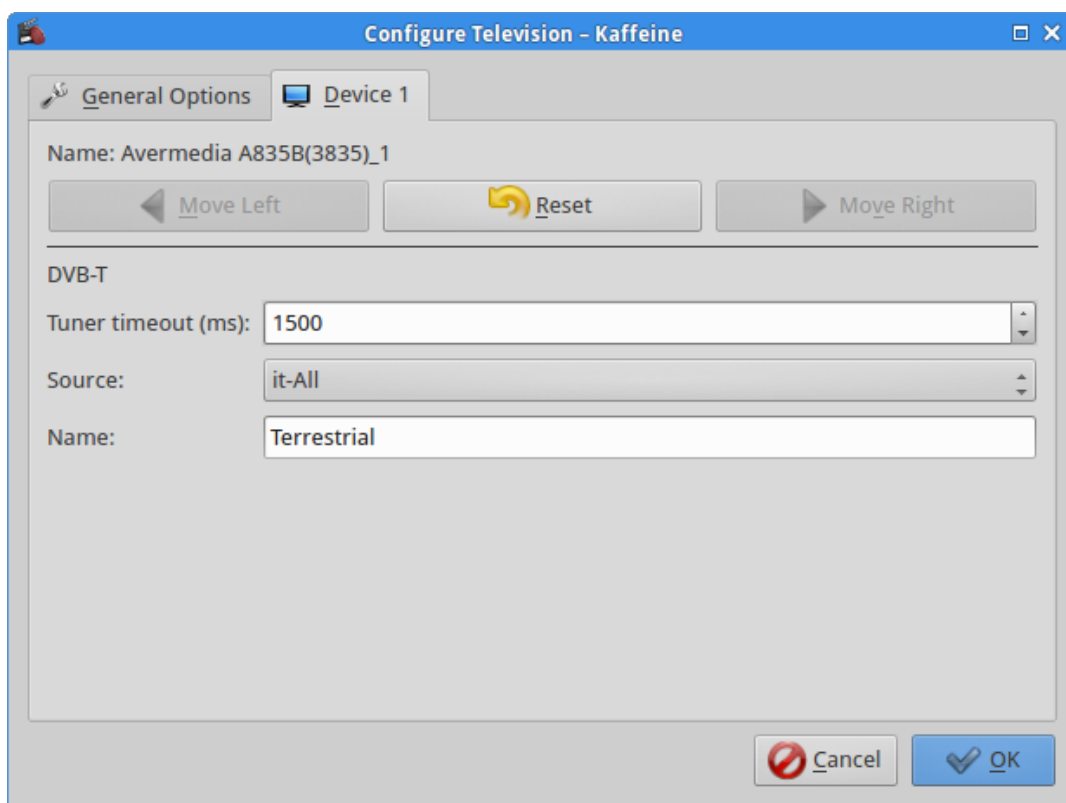 Configure Television – Kaffeine
General Options
Device 1
Name: Avermedia A835B(3835)_1
Move Left
Reset
Move Right
DVB-T
Tuner timeout (ms): 1500
Source: it-All
Name: Terrestrial
Cancel
OK